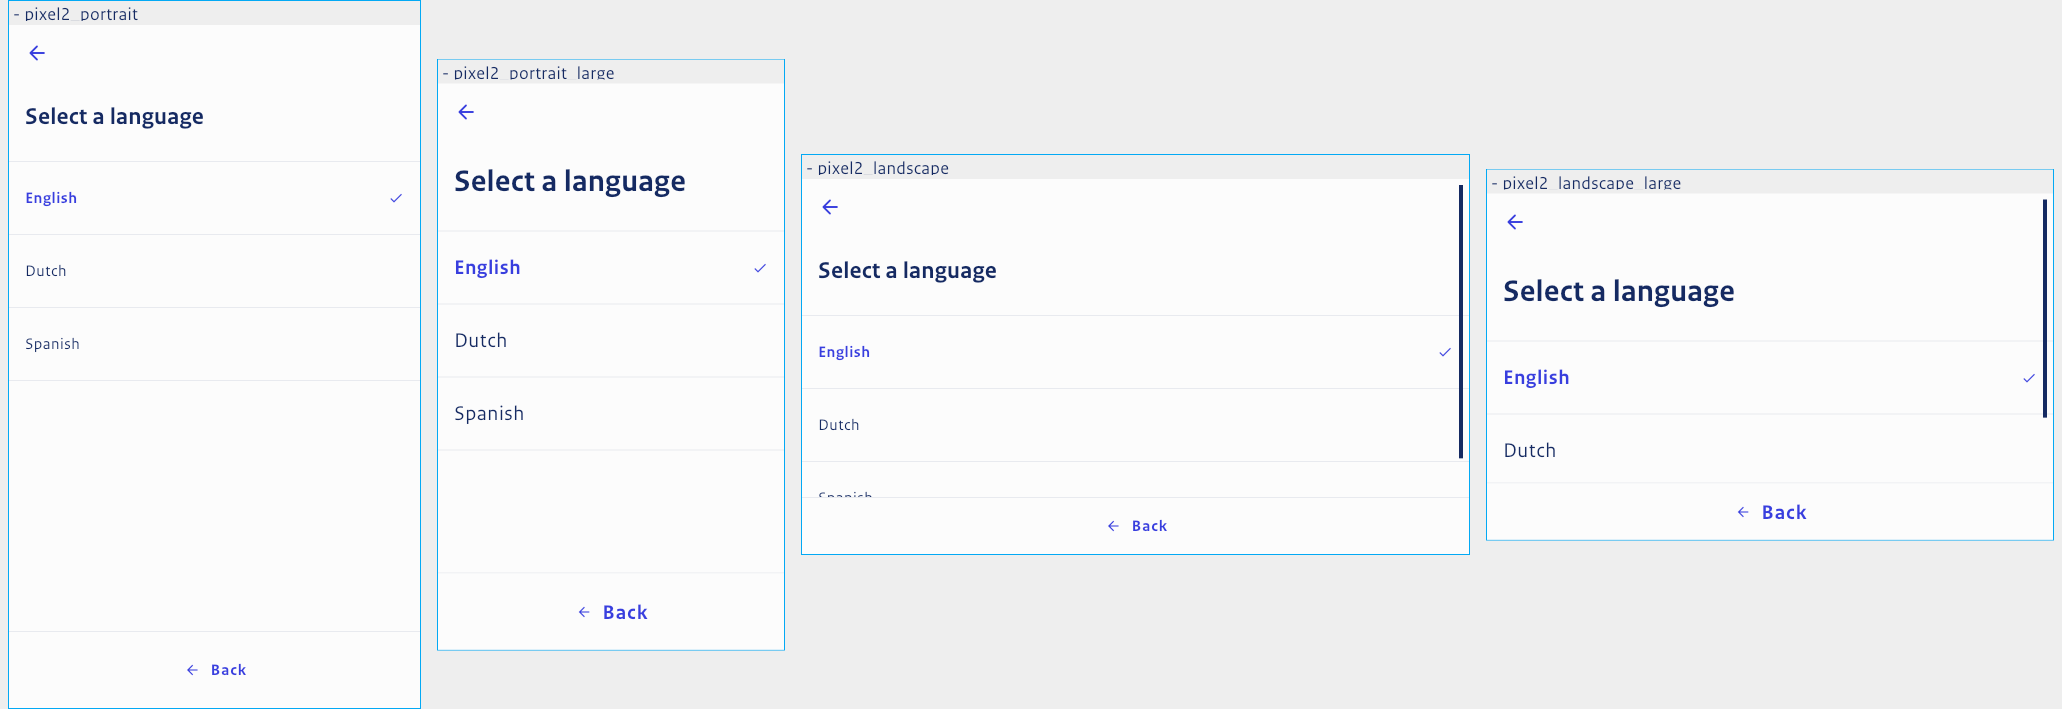 - pixel2_portrait
Select a language
English
Dutch
Spanish
Back
- pixel2_portrait_large
Select a language
English
Dutch
Spanish
Back
- pixel2_landscape
Select a language
English
Dutch
Spanish
Back
- pixel2_landscape_large
Select a language
English
Dutch
Back